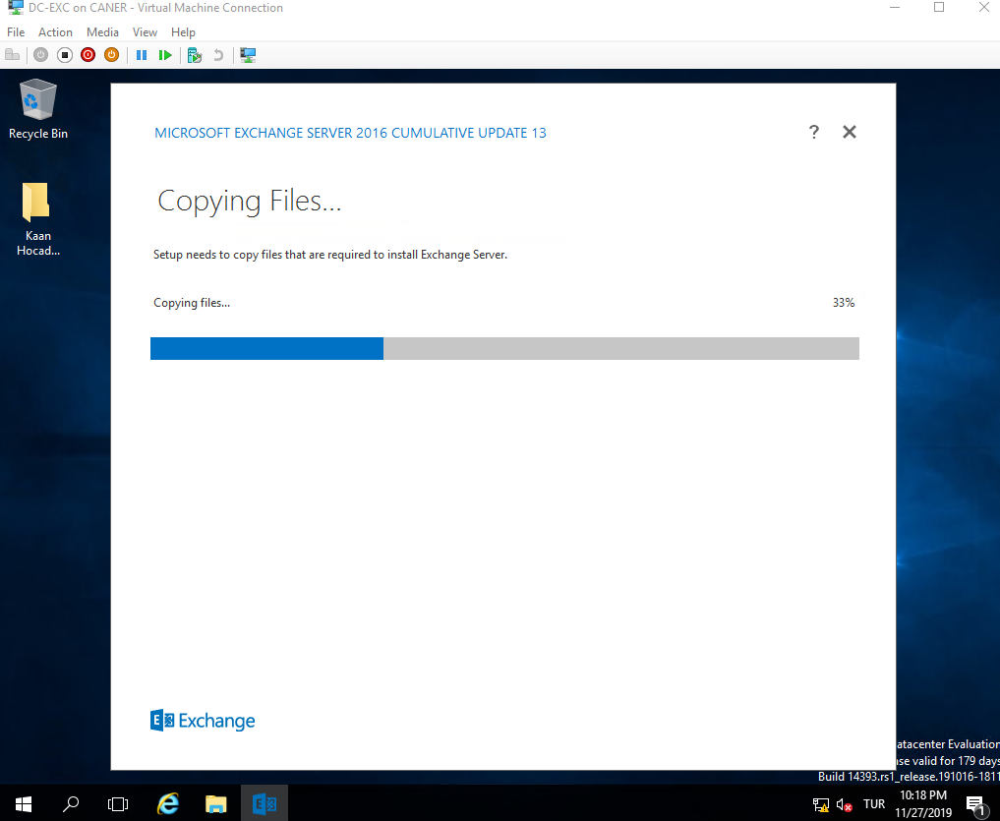 DC-EXC on CANER - Virtual Machine Connection
File Action Media View Help
Recycle Bin
Kaan
Hocad...
MICROSOFT EXCHANGE SERVER 2016 CUMULATIVE UPDATE 13
?
Copying Files...
Setup needs to copy files that are required to install Exchange Server.
Copying files... 33%
E Exchange
atacenter Evaluation
se valid for 179 days
Build 14393.rs1_release.191016-1811
TUR
10:18 PM
11/27/2019
1